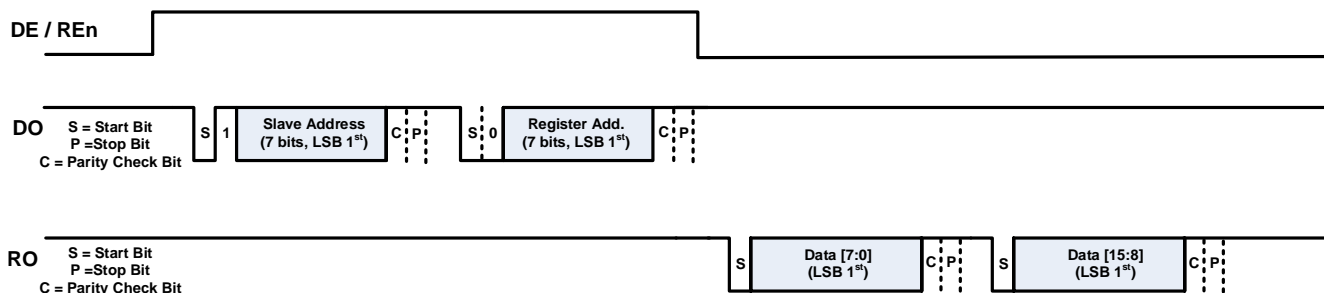 DE / REn
DO
S = Start Bit
P =Stop Bit
C = Parity Check Bit
S 1 Slave Address
(7 bits, LSB 1st)
C P
S 0 Register Add.
(7 bits, LSB 1st)
C P
RO
S = Start Bit
P =Stop Bit
C = Parity Check Bit
S Data [7:0]
(LSB 1st)
C P
S Data [15:8]
(LSB 1st)
C P